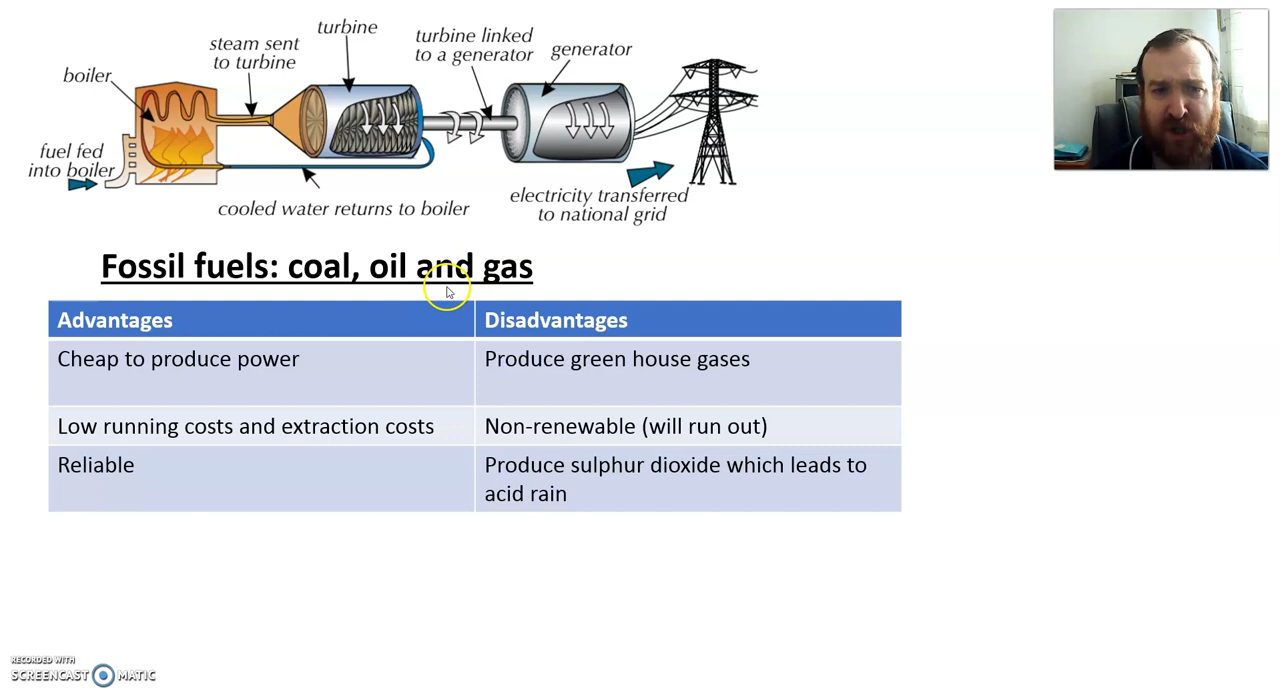 turbine
steam sent
to turbine
turbine linked
to a generator
generator
boiler
fuel fed
into boiler
cooled water returns to boiler
electricity transferred
to national grid
Fossil fuels: coal, oil and gas
Advantages
Disadvantages
Cheap to produce power
Produce green house gases
Low running costs and extraction costs
Non-renewable (will run out)
Reliable
Produce sulphur dioxide which leads to
acid rain
RECORDED WITH
SCREENCAST MATIC